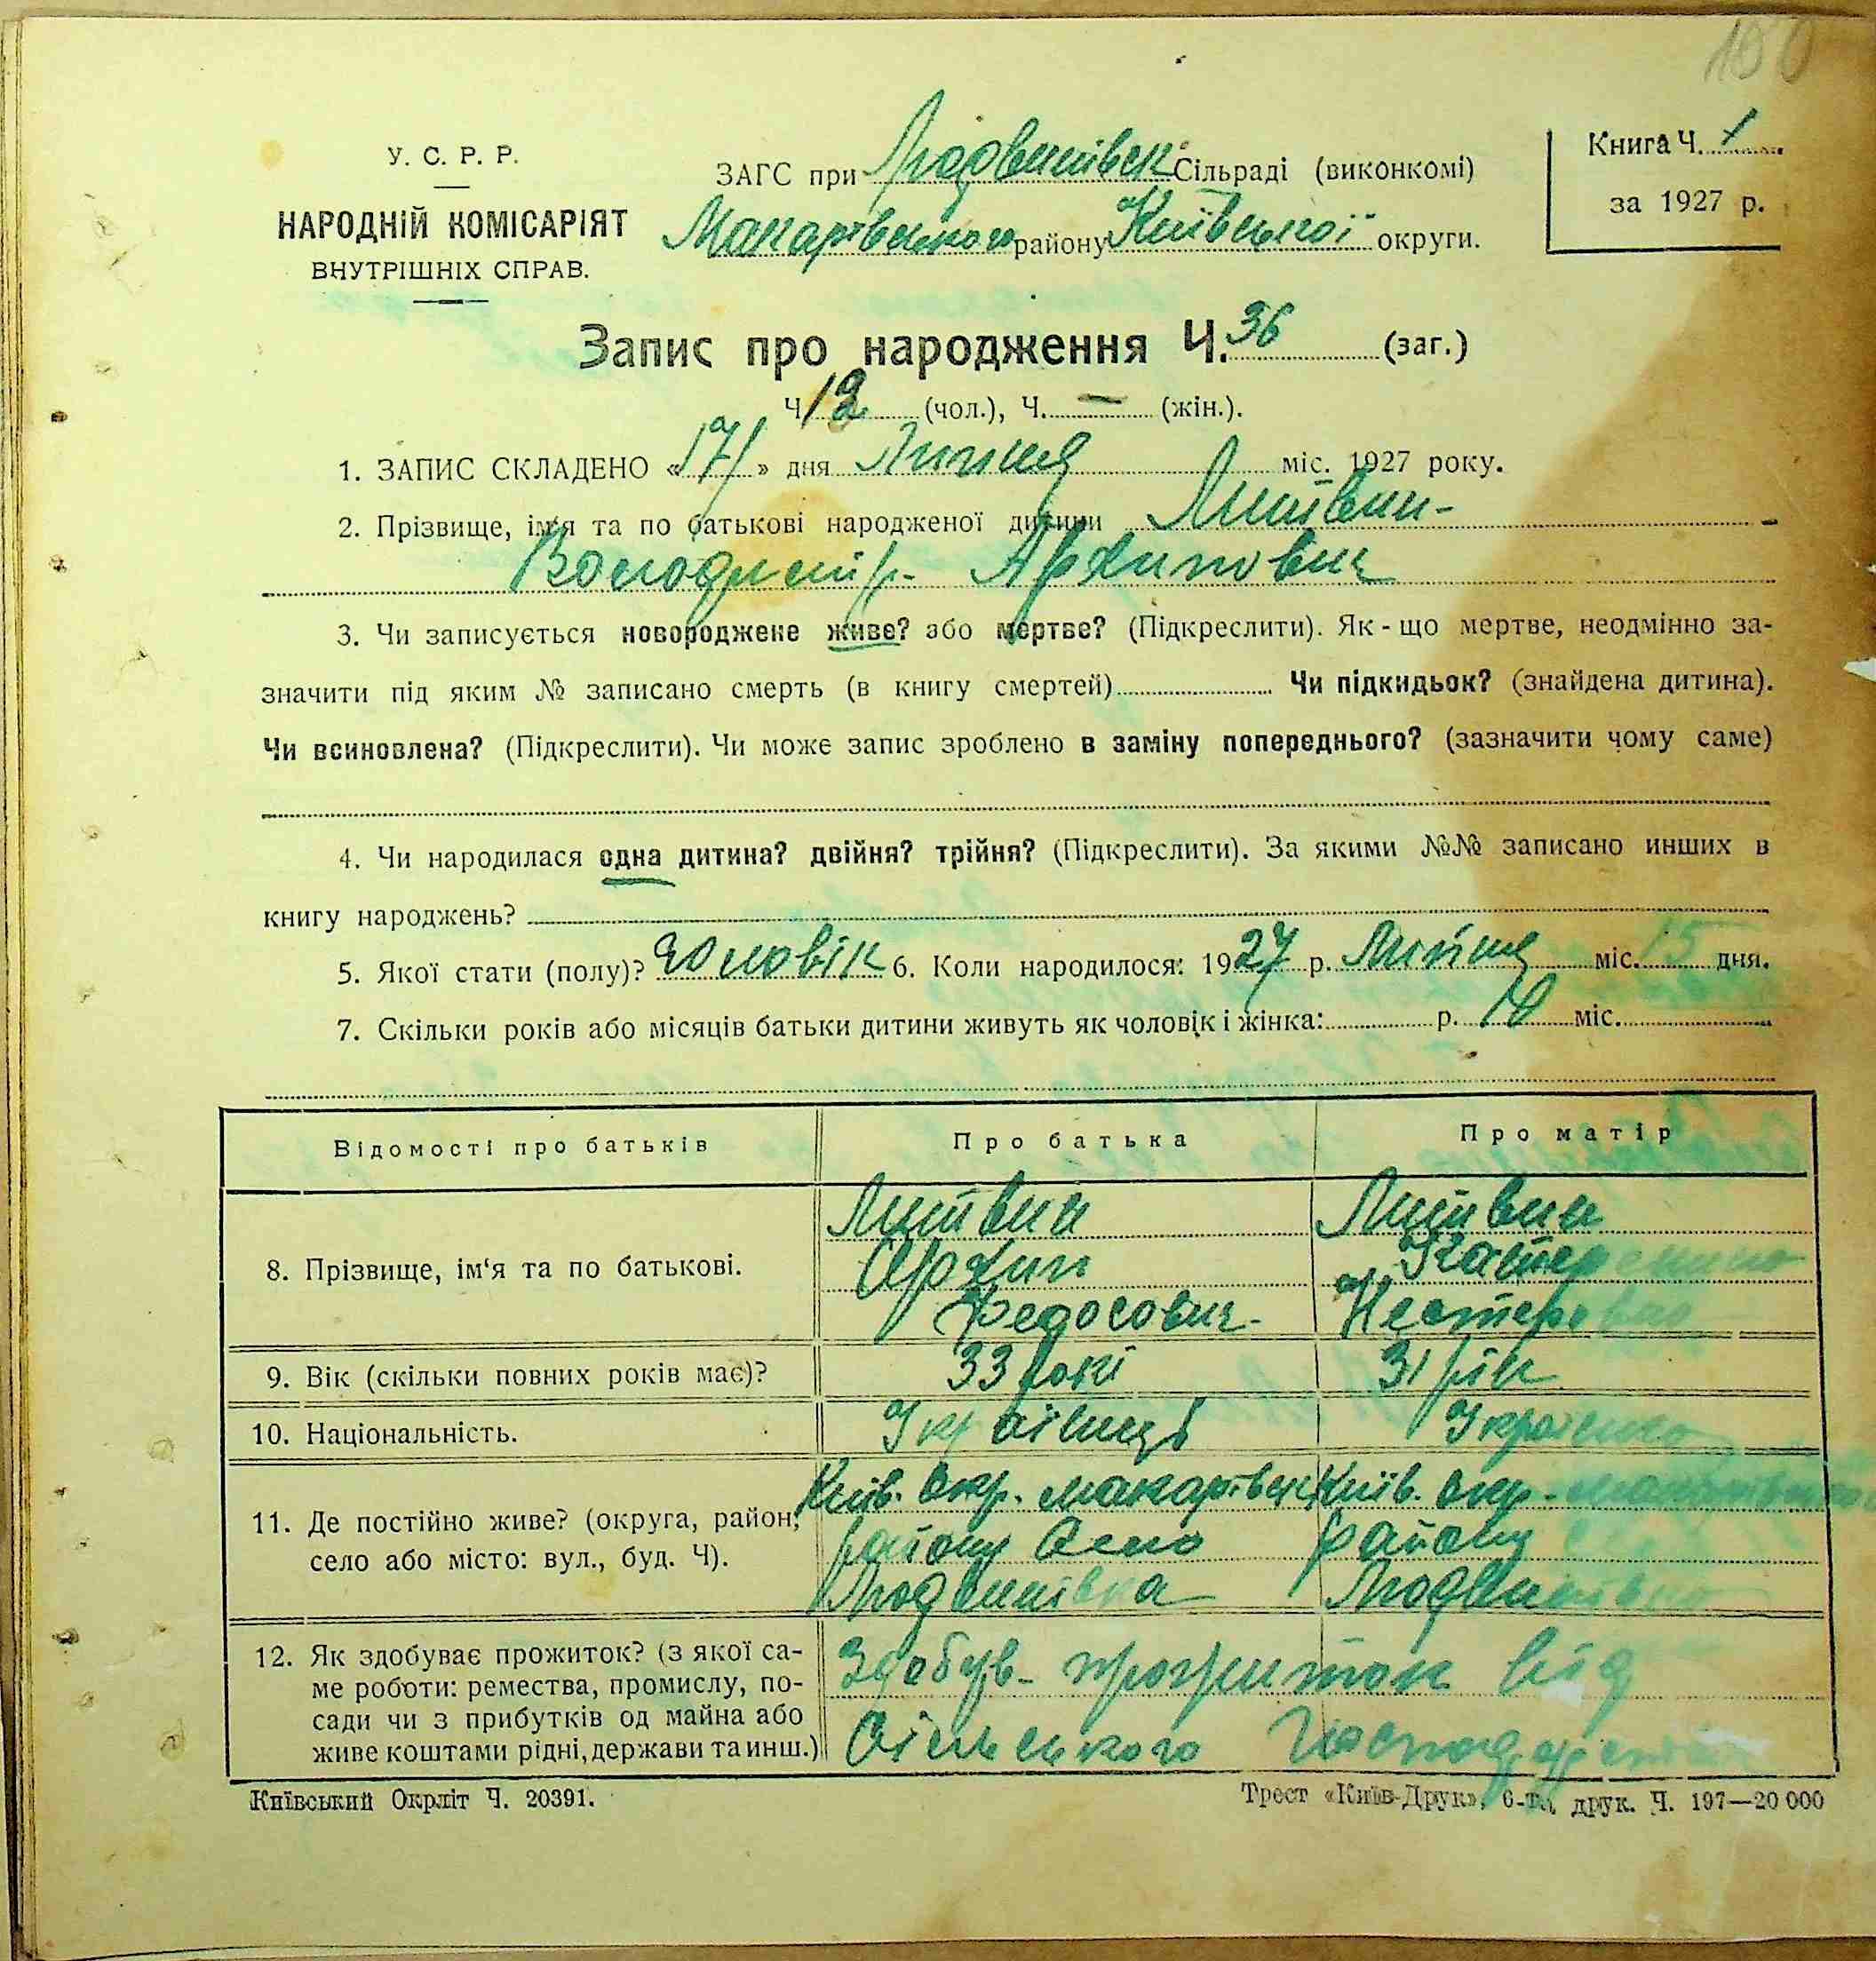 100
У. С. Р. Р.
НАРОДНІЙ КОМІСАРІЯТ
ВНУТРІШНІХ СПРАВ.
ЗАГС при Людвинівск Сільраді (виконкомі)
Макарівського району Київської округи.
Книга Ч. 1
за 1927 р.
Запис про народження Ч. 36 (заг.)
Ч. (чол.), Ч. — (жін.).
1. ЗАПИС СКЛАДЕНО «17» дня Липня міс. 1927 року.
2. Прізвище, ім'я та по батькові народженої дитини Литвин-
Володимір Архипович
3. Чи записується новороджене живе? або мертве? (Підкреслити). Як-що мертве, неодмінно за-
значити під яким № записано смерть (в книгу смертей) Чи підкидьок? (знайдена дитина).
Чи всиновлена? (Підкреслити). Чи може запис зроблено в заміну попереднього? (зазначити чому саме)
4. Чи народилася одна дитина? двійня? трійня? (Підкреслити). За якими №№ записано инших в
книгу народжень?
5. Якої стати (полу)? Чоловік 6. Коли народилося: 1927 р. Липня міс. 15 дня.
7. Скільки років або місяців батьки дитини живуть як чоловік і жінка: р. 10 міс.
Відомості про батьків Про батька Про матір
8. Прізвище, ім'я та по батькові.
Литвин
Архип
Федосович-
Литвин
Катер
Нестеровна
9. Вік (скільки повних років має)? 33 рокі 31 рік
10. Національність. Українець Українка
11. Де постійно живе? (округа, район,
село або місто: вул., буд. Ч).
Київ. Окр. Макарівськ
району Село
Людвинівка
Київ. Окр-
району
Людвинівка
12. Як здобуває прожиток? (з якої са-
ме роботи: ремества, промислу, по-
сади чи з прибутків од майна або
живе коштами рідні, держави та инш.)
Здобув- прожиток від
Сільського Господарства
Київський Окрліт Ч. 20391.
Трест «Київ-Друк», 6-та друк. Ч. 197—20 000